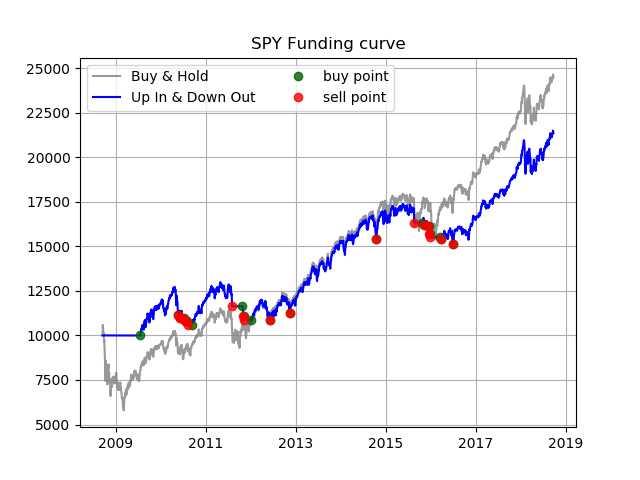 SPY Funding curve
Buy & Hold
Up In & Down Out
buy point
sell point
25000
22500
20000
17500
15000
12500
10000
7500
5000
2009 2011 2013 2015 2017 2019